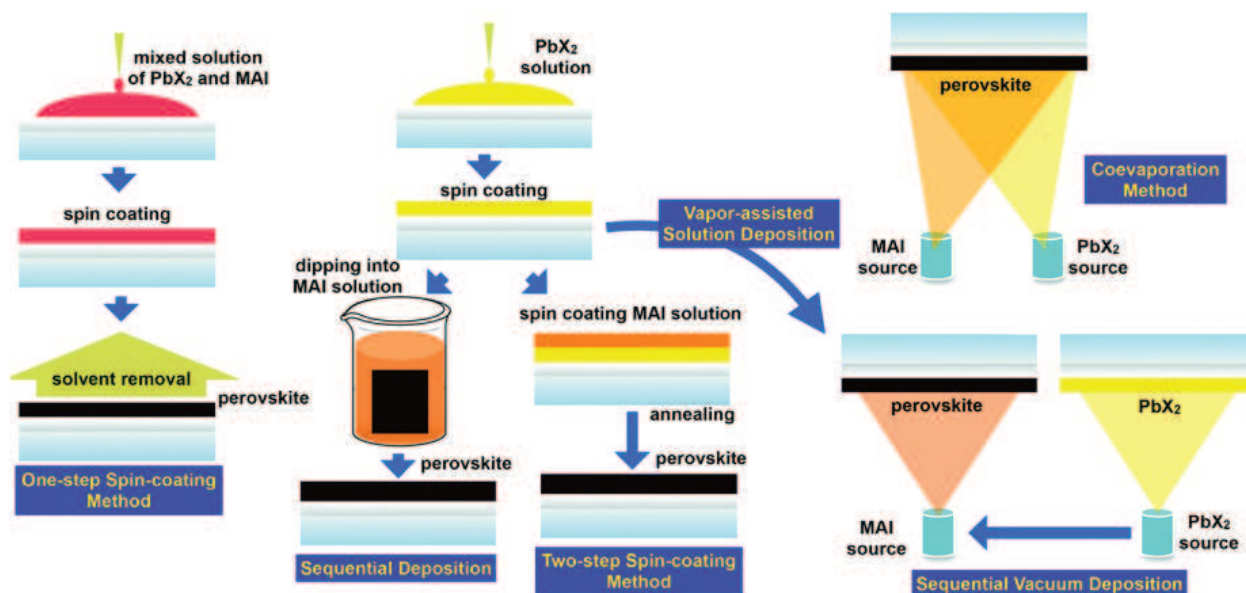 mixed solution
of PbX₂ and MAI
spin coating
solvent removal
perovskite
One-step Spin-coating
Method
PbX₂
solution
spin coating
dipping into
MAI solution
perovskite
Sequential Deposition
spin coating MAI solution
annealing
perovskite
Two-step Spin-coating
Method
Vapor-assisted
Solution Deposition
perovskite
Coevaporation
Method
MAI
source
PbX₂
source
perovskite
PbX₂
MAI
source
PbX₂
source
Sequential Vacuum Deposition